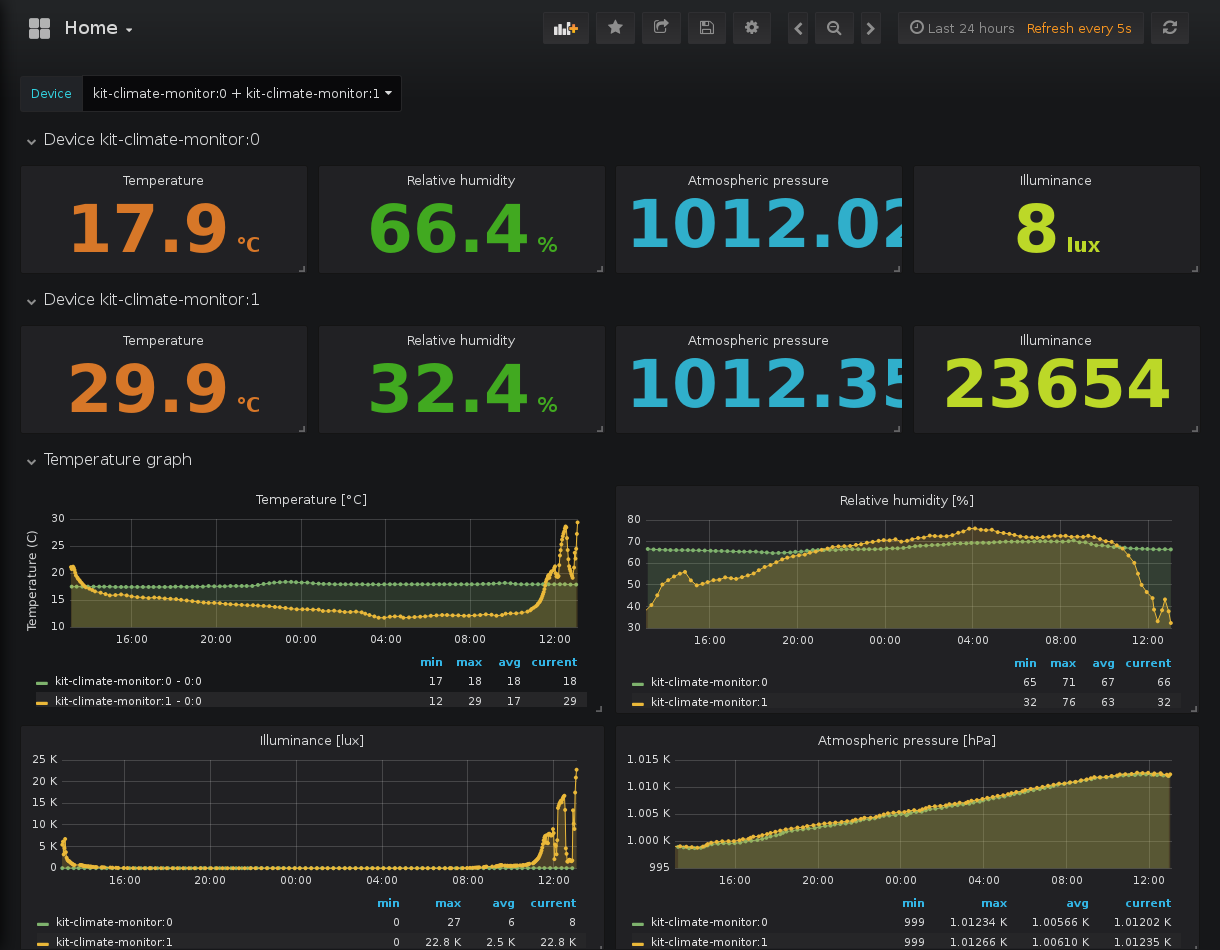 Home
Last 24 hours Refresh every 5s
Device kit-climate-monitor:0 + kit-climate-monitor:1
Device kit-climate-monitor:0
Temperature Relative humidity Atmospheric pressure Illuminance
17.9 °C 66.4 % 1012.02 8 lux
Device kit-climate-monitor:1
Temperature Relative humidity Atmospheric pressure Illuminance
29.9 °C 32.4 % 1012.35 23654
Temperature graph
Temperature [°C]
Temperature (C)
30
25
20
15
10
16:00 20:00 00:00 04:00 08:00 12:00
min max avg current
kit-climate-monitor:0 - 0:0 17 18 18 18
kit-climate-monitor:1 - 0:0 12 29 17 29
Relative humidity [%]
80
70
60
50
40
30
16:00 20:00 00:00 04:00 08:00 12:00
min max avg current
kit-climate-monitor:0 65 71 67 66
kit-climate-monitor:1 32 76 63 32
Illuminance [lux]
25 K
20 K
15 K
10 K
5 K
0
16:00 20:00 00:00 04:00 08:00 12:00
min max avg current
kit-climate-monitor:0 0 27 6 8
kit-climate-monitor:1 0 22.8 K 2.5 K 22.8 K
Atmospheric pressure [hPa]
1.015 K
1.010 K
1.005 K
1.000 K
995
16:00 20:00 00:00 04:00 08:00 12:00
min max avg current
kit-climate-monitor:0 999 1.01234 K 1.00566 K 1.01202 K
kit-climate-monitor:1 999 1.01266 K 1.00610 K 1.01235 K